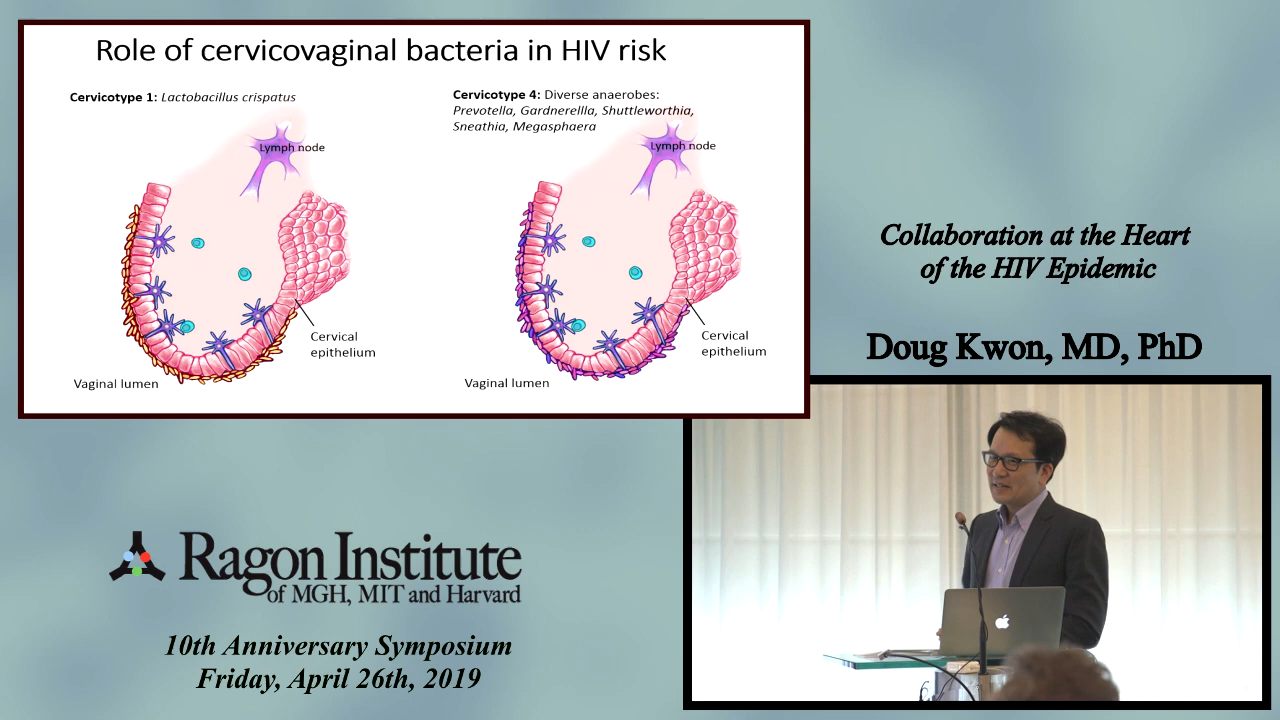 Role of cervicovaginal bacteria in HIV risk
Cervicotype 1: Lactobacillus crispatus
Lymph node
Cervical
epithelium
Vaginal lumen
Cervicotype 4: Diverse anaerobes:
Prevotella, Gardnerellla, Shuttleworthia,
Sneathia, Megasphaera
Lymph node
Cervical
epithelium
Vaginal lumen
Collaboration at the Heart
of the HIV Epidemic
Doug Kwon, MD, PhD
Ragon Institute
of MGH, MIT and Harvard
10th Anniversary Symposium
Friday, April 26th, 2019